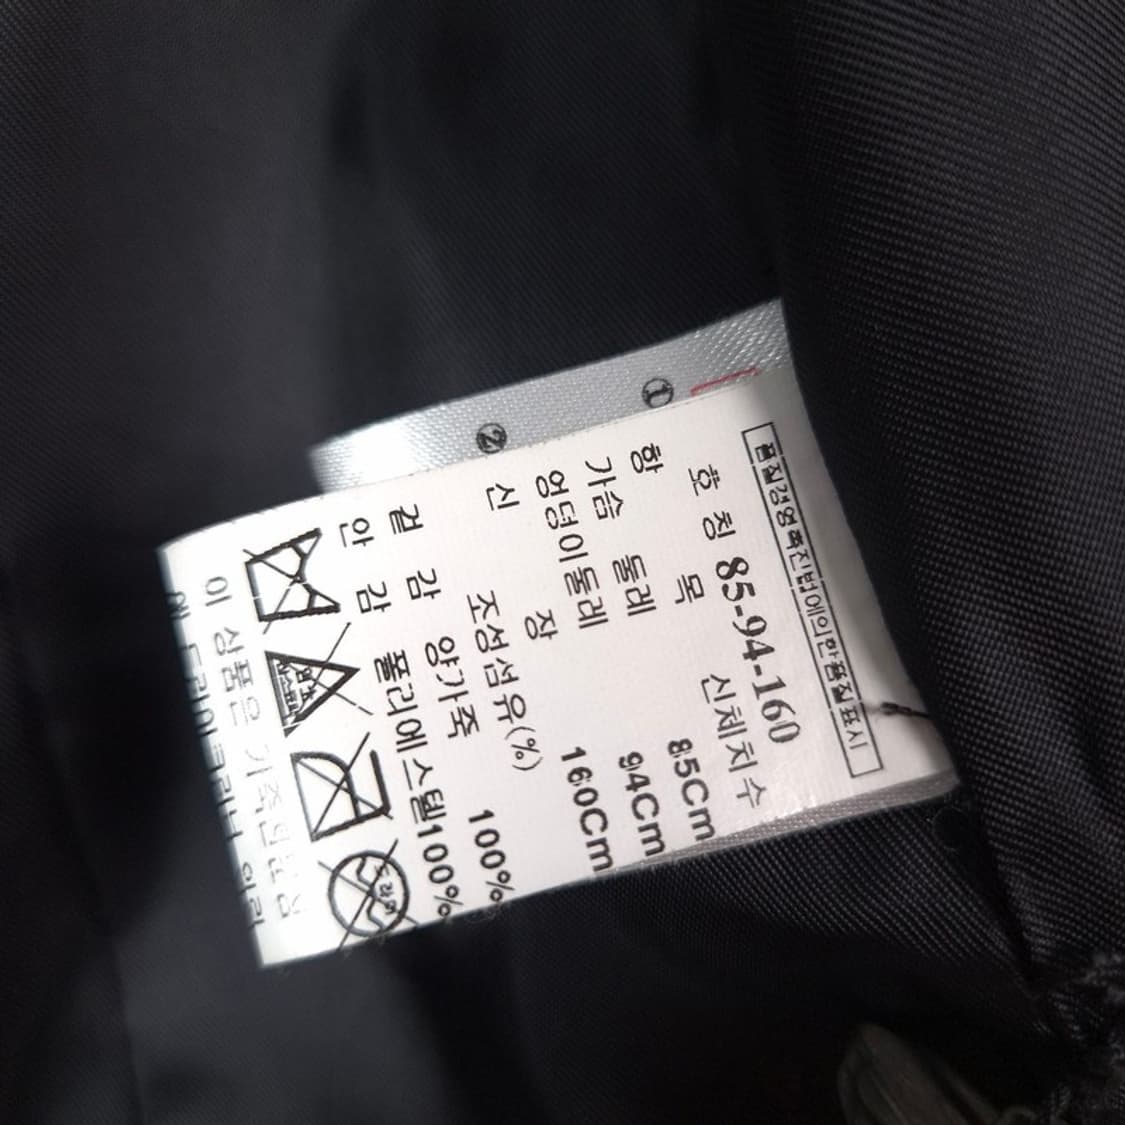 품질경영촉진법에의한품질표시
호 칭 85-94-160
항 목 신체치수
가슴 둘레 85Cm
엉덩이둘레 94Cm
신 장 160Cm
조성섬유(%)
겉 감 양가죽 100%
안 감 폴리에스텔100%
이 상품은 가죽전문점
①
②